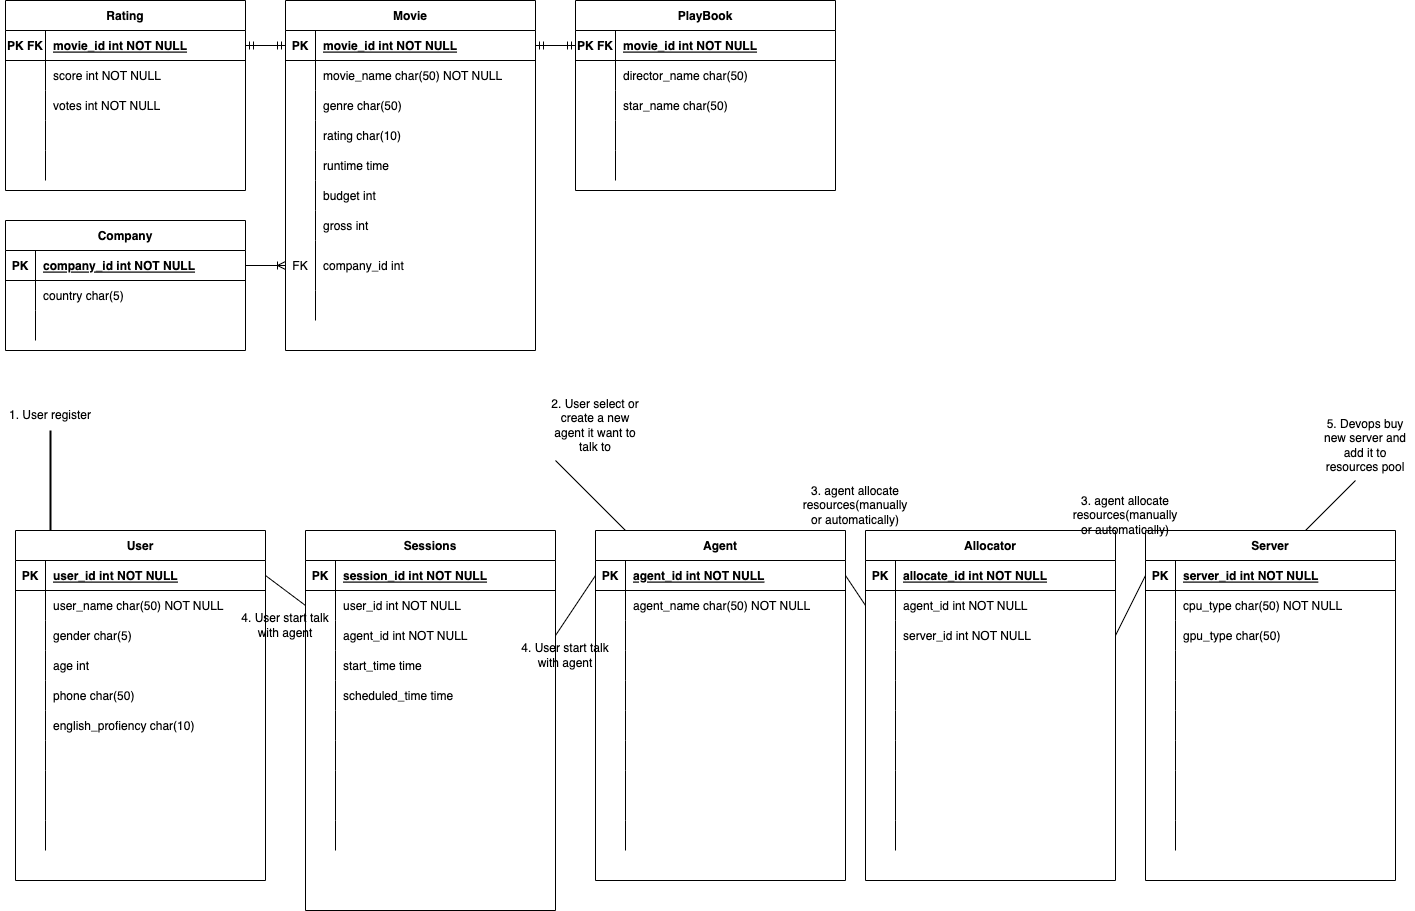 Rating
PK FK movie_id int NOT NULL
score int NOT NULL
votes int NOT NULL
Movie
PK movie_id int NOT NULL
movie_name char(50) NOT NULL
genre char(50)
rating char(10)
runtime time
budget int
gross int
FK company_id int
PlayBook
PK FK movie_id int NOT NULL
director_name char(50)
star_name char(50)
Company
PK company_id int NOT NULL
country char(5)
1. User register
2. User select or
create a new
agent it want to
talk to
3. agent allocate
resources(manually
or automatically)
3. agent allocate
resources(manually
or automatically)
5. Devops buy
new server and
add it to
resources pool
User
PK user_id int NOT NULL
user_name char(50) NOT NULL
gender char(5)
age int
phone char(50)
english_profiency char(10)
4. User start talk
with agent
Sessions
PK session_id int NOT NULL
user_id int NOT NULL
agent_id int NOT NULL
start_time time
scheduled_time time
4. User start talk
with agent
Agent
PK agent_id int NOT NULL
agent_name char(50) NOT NULL
Allocator
PK allocate_id int NOT NULL
agent_id int NOT NULL
server_id int NOT NULL
Server
PK server_id int NOT NULL
cpu_type char(50) NOT NULL
gpu_type char(50)